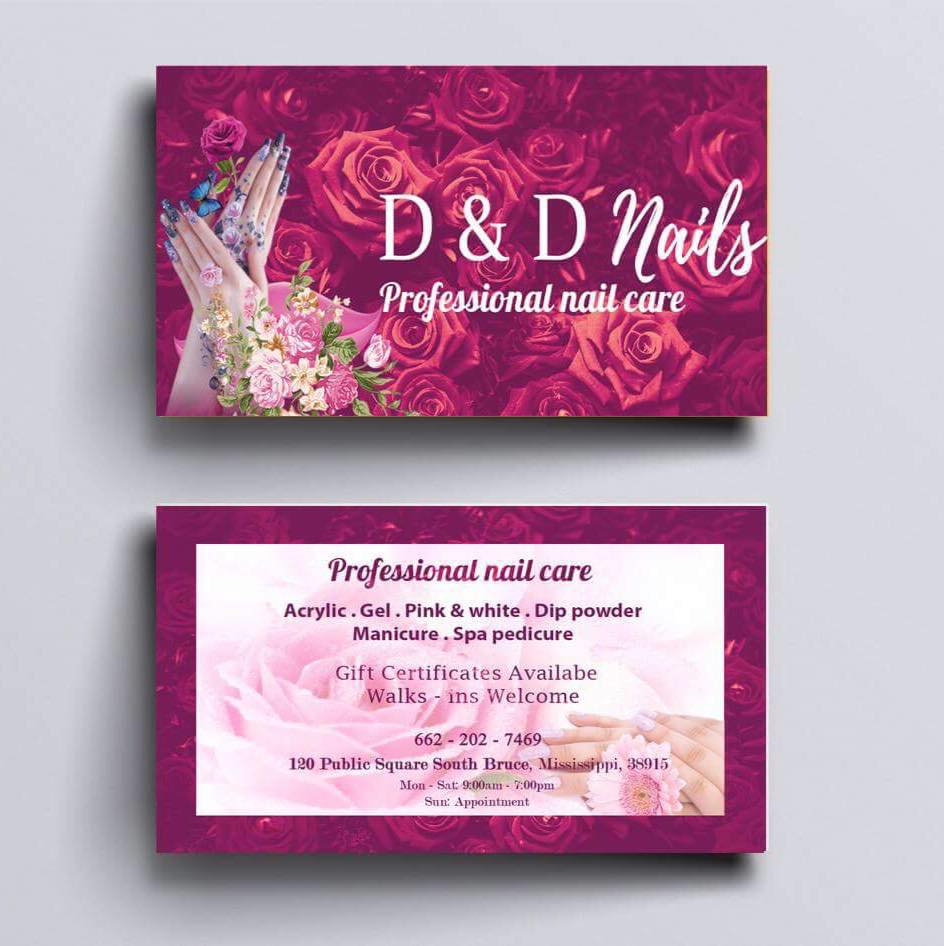 D & D Nails
Professional nail care
Professional nail care
Acrylic . Gel . Pink & white . Dip powder
Manicure . Spa pedicure
Gift Certificates Availabe
Walks - ins Welcome
662 - 202 - 7469
120 Public Square South Bruce, Mississippi, 38915
Mon - Sat: 9:00am - 7:00pm
Sun: Appointment